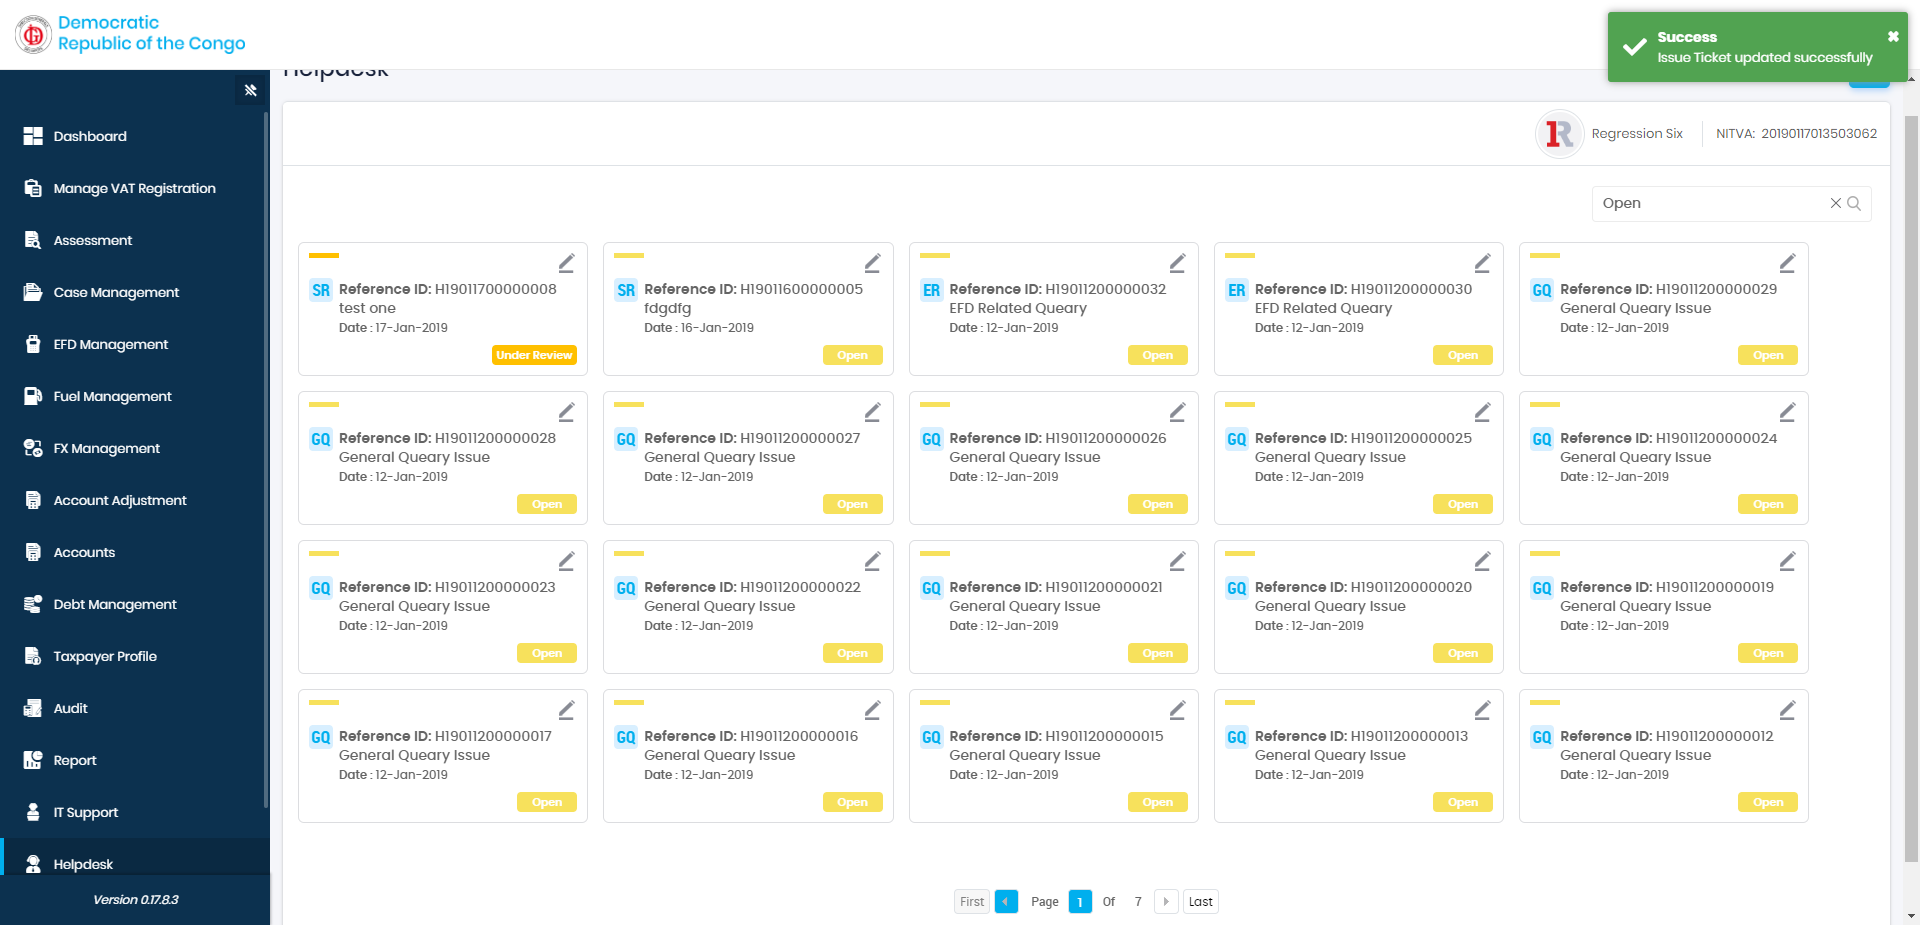 Democratic
Republic of the Congo
Success
Issue Ticket updated successfully
Helpdesk
Dashboard
Manage VAT Registration
Assessment
Case Management
EFD Management
Fuel Management
FX Management
Account Adjustment
Accounts
Debt Management
Taxpayer Profile
Audit
Report
IT Support
Helpdesk
Version 0.17.8.3
1R Regression Six NITVA: 20190117013503062
Open
SR Reference ID: H19011700000008
test one
Date : 17-Jan-2019
Under Review
SR Reference ID: H19011600000005
fdgdfg
Date : 16-Jan-2019
Open
ER Reference ID: H19011200000032
EFD Related Queary
Date : 12-Jan-2019
Open
ER Reference ID: H19011200000030
EFD Related Queary
Date : 12-Jan-2019
Open
GQ Reference ID: H19011200000029
General Queary Issue
Date : 12-Jan-2019
Open
GQ Reference ID: H19011200000028
General Queary Issue
Date : 12-Jan-2019
Open
GQ Reference ID: H19011200000027
General Queary Issue
Date : 12-Jan-2019
Open
GQ Reference ID: H19011200000026
General Queary Issue
Date : 12-Jan-2019
Open
GQ Reference ID: H19011200000025
General Queary Issue
Date : 12-Jan-2019
Open
GQ Reference ID: H19011200000024
General Queary Issue
Date : 12-Jan-2019
Open
GQ Reference ID: H19011200000023
General Queary Issue
Date : 12-Jan-2019
Open
GQ Reference ID: H19011200000022
General Queary Issue
Date : 12-Jan-2019
Open
GQ Reference ID: H19011200000021
General Queary Issue
Date : 12-Jan-2019
Open
GQ Reference ID: H19011200000020
General Queary Issue
Date : 12-Jan-2019
Open
GQ Reference ID: H19011200000019
General Queary Issue
Date : 12-Jan-2019
Open
GQ Reference ID: H19011200000017
General Queary Issue
Date : 12-Jan-2019
Open
GQ Reference ID: H19011200000016
General Queary Issue
Date : 12-Jan-2019
Open
GQ Reference ID: H19011200000015
General Queary Issue
Date : 12-Jan-2019
Open
GQ Reference ID: H19011200000013
General Queary Issue
Date : 12-Jan-2019
Open
GQ Reference ID: H19011200000012
General Queary Issue
Date : 12-Jan-2019
Open
First Page 1 Of 7 Last